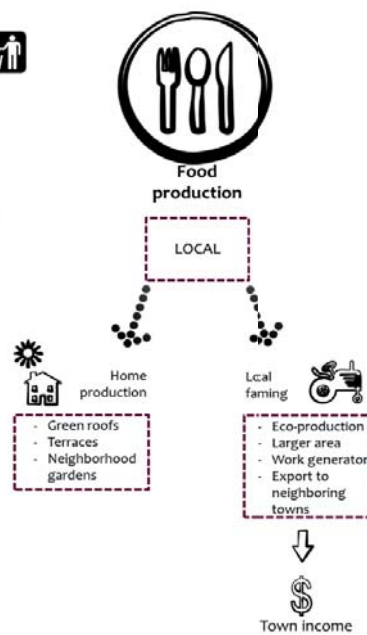 Food
production
LOCAL
Home
production
- Green roofs
- Terraces
- Neighborhood
gardens
Local
faming
- Eco-production
- Larger area
- Work generator
- Export to
neighboring
towns
$
Town income